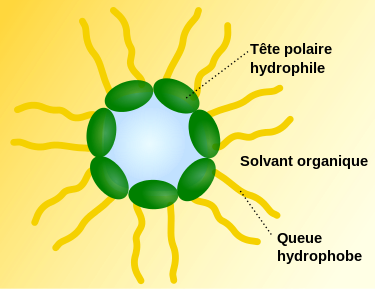 Tête polaire
hydrophile
Solvant organique
Queue
hydrophobe